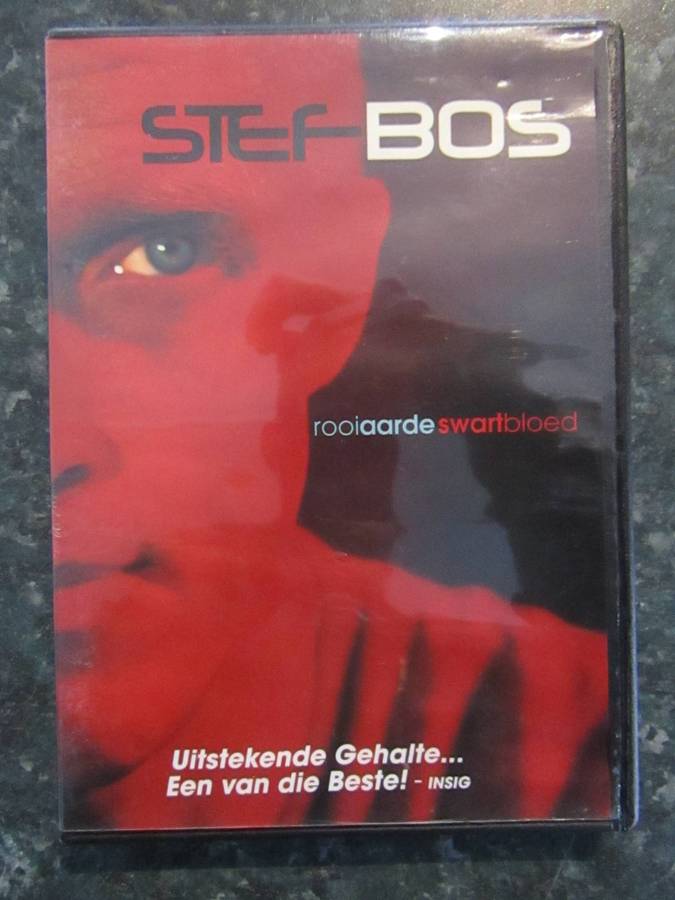 STEF BOS
rooiaardeswartbloed
Uitstekende Gehalte...
Een van die Beste! - INSIG